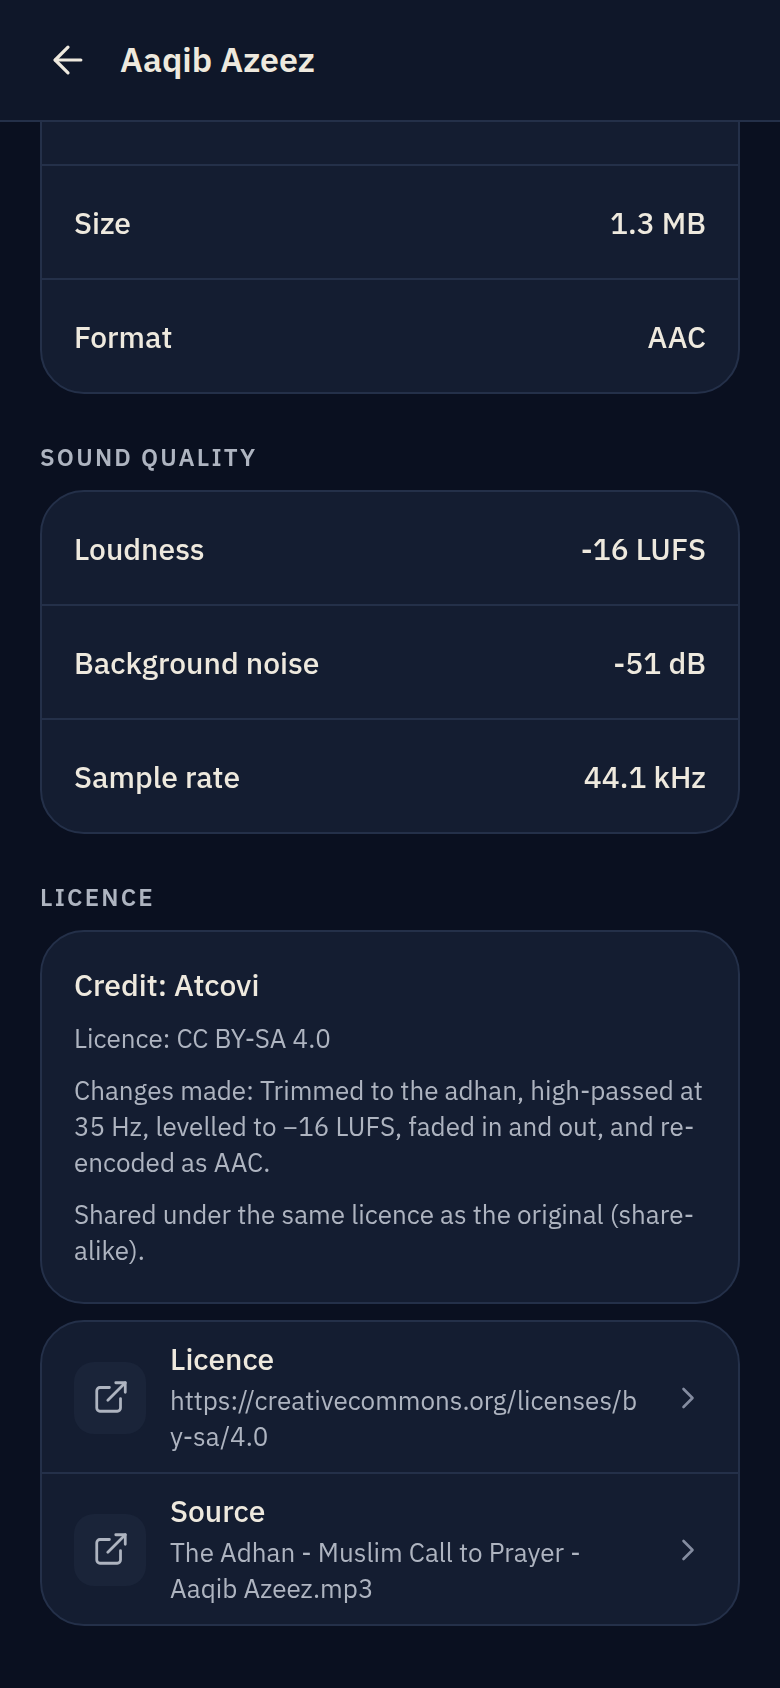 Aaqib Azeez
Size 1.3 MB
Format AAC
SOUND QUALITY
Loudness -16 LUFS
Background noise -51 dB
Sample rate 44.1 kHz
LICENCE
Credit: Atcovi
Licence: CC BY-SA 4.0
Changes made: Trimmed to the adhan, high-passed at
35 Hz, levelled to −16 LUFS, faded in and out, and re-
encoded as AAC.
Shared under the same licence as the original (share-
alike).
Licence
https://creativecommons.org/licenses/b
y-sa/4.0
Source
The Adhan - Muslim Call to Prayer -
Aaqib Azeez.mp3